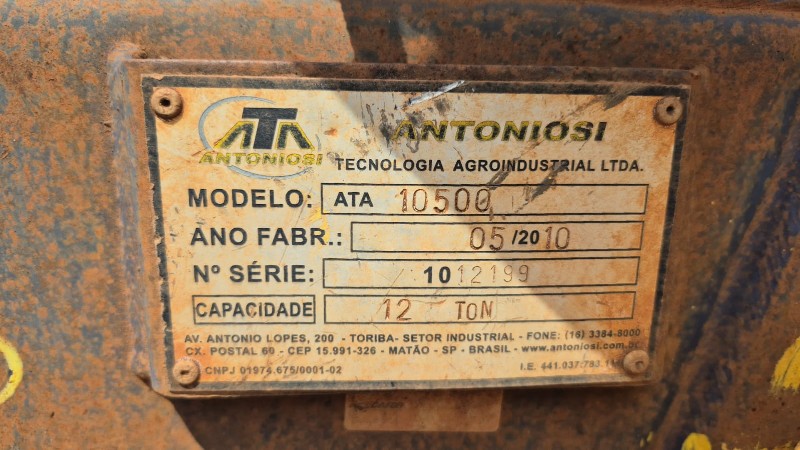 ATA
ANTONIOSI
ANTONIOSI
TECNOLOGIA AGROINDUSTRIAL LTDA.
MODELO: ATA 10500
ANO FABR.: 05/2010
Nº SÉRIE: 1012199
CAPACIDADE 12 TON
AV. ANTONIO LOPES, 200 - TORIBA- SETOR INDUSTRIAL - FONE: (16) 3384-5000
CX. POSTAL 60 - CEP 15.991-326 - MATÃO - SP - BRASIL - www.antoniosi.com.br
CNPJ 01974.675/0001-02 I.E.